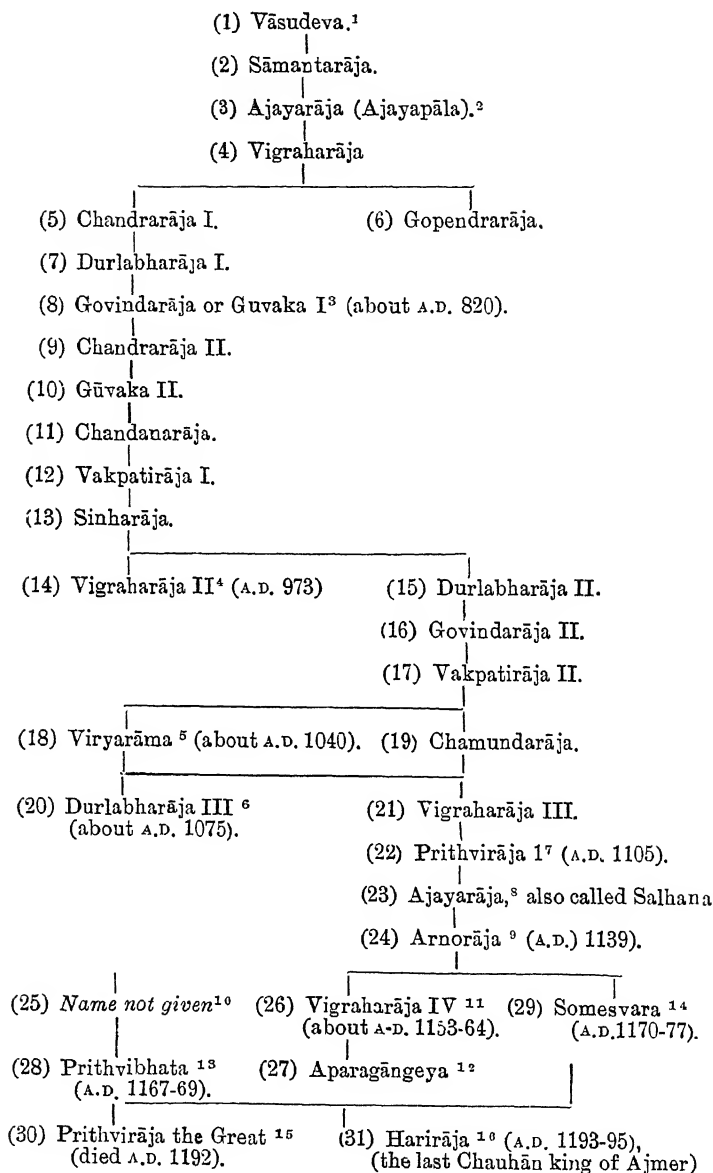 (1) Vāsudeva.¹
(2) Sāmantarāja.
(3) Ajayarāja (Ajayapāla).²
(4) Vigraharāja
(5) Chandrarāja I. (6) Gopendrarāja.
(7) Durlabharāja I.
(8) Govindarāja or Guvaka I³ (about A.D. 820).
(9) Chandrarāja II.
(10) Gūvaka II.
(11) Chandanarāja.
(12) Vakpatirāja I.
(13) Sinharāja.
(14) Vigraharāja II⁴ (A.D. 973) (15) Durlabharāja II.
(16) Govindarāja II.
(17) Vakpatirāja II.
(18) Viryarāma ⁵ (about A.D. 1040). (19) Chamundarāja.
(20) Durlabharāja III ⁶ (21) Vigraharāja III.
(about A.D. 1075).
(22) Prithvirāja 1⁷ (A.D. 1105).
(23) Ajayarāja,⁸ also called Salhana
(24) Arnorāja ⁹ (A.D.) 1139).
(25) Name not given¹⁰ (26) Vigraharāja IV ¹¹ (29) Somesvara ¹⁴
(about A-D. 1153-64). (A.D.1170-77).
(28) Prithvibhata ¹³ (27) Aparagāngeya ¹²
(A.D. 1167-69).
(30) Prithvirāja the Great ¹⁵ (31) Harirāja ¹⁶ (A.D. 1193-95),
(died A.D. 1192). (the last Chauhān king of Ajmer)